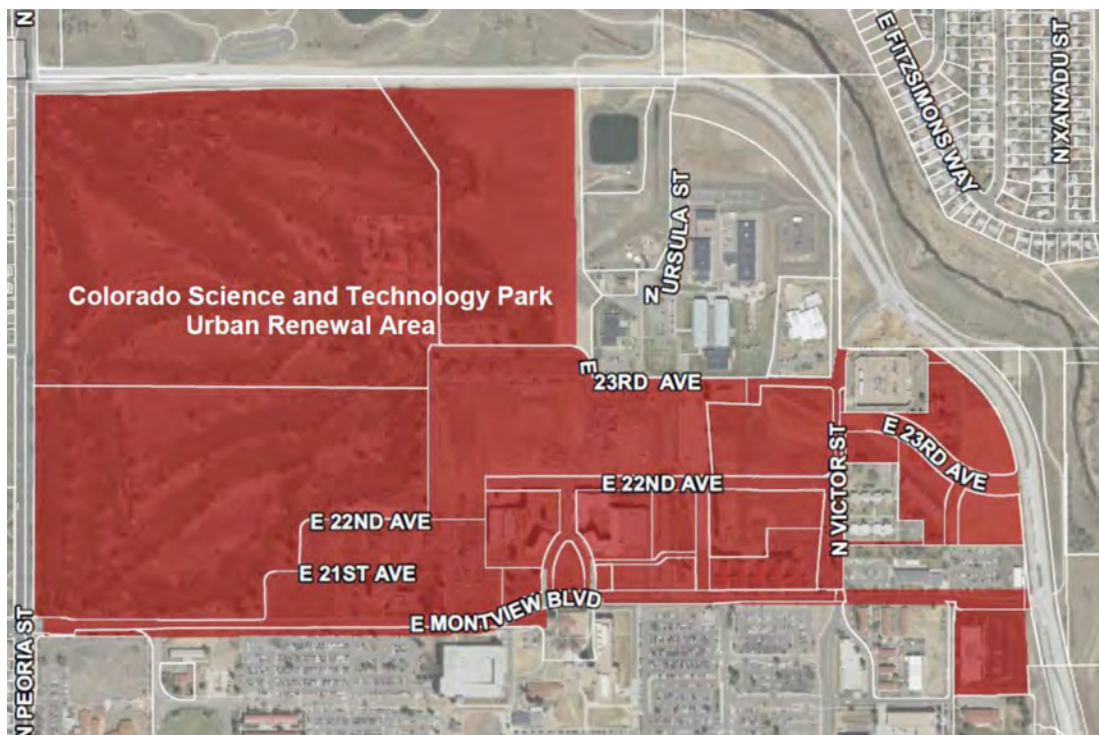 N
E FITZSIMONS WAY
N XANADU ST
N URSULA ST
Colorado Science and Technology Park
Urban Renewal Area
E 23RD AVE
E 23RD AVE
N VICTOR ST
E 22ND AVE
E 22ND AVE
E 21ST AVE
E MONTVIEW BLVD
N PEORIA ST